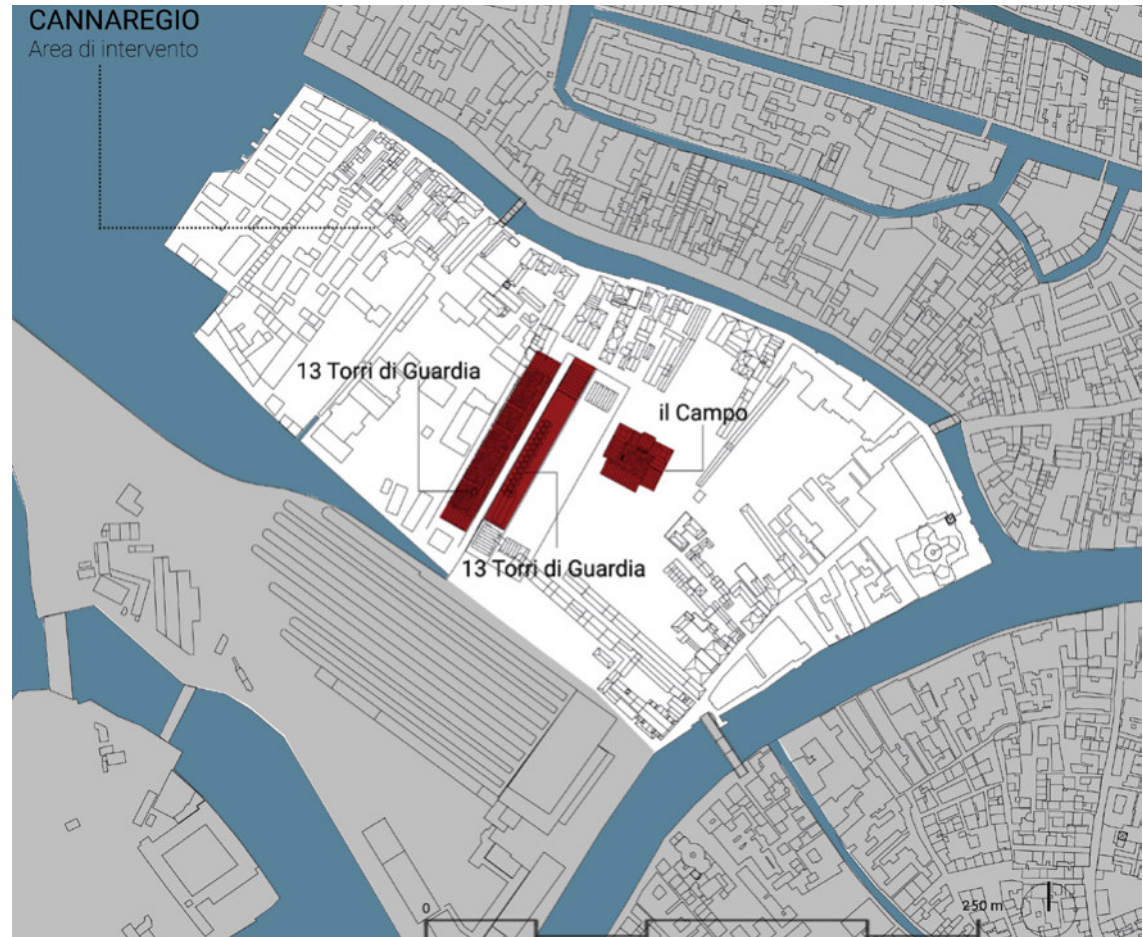 CANNAREGIO
Area di intervento
13 Torri di Guardia
il Campo
13 Torri di Guardia
0
250 m